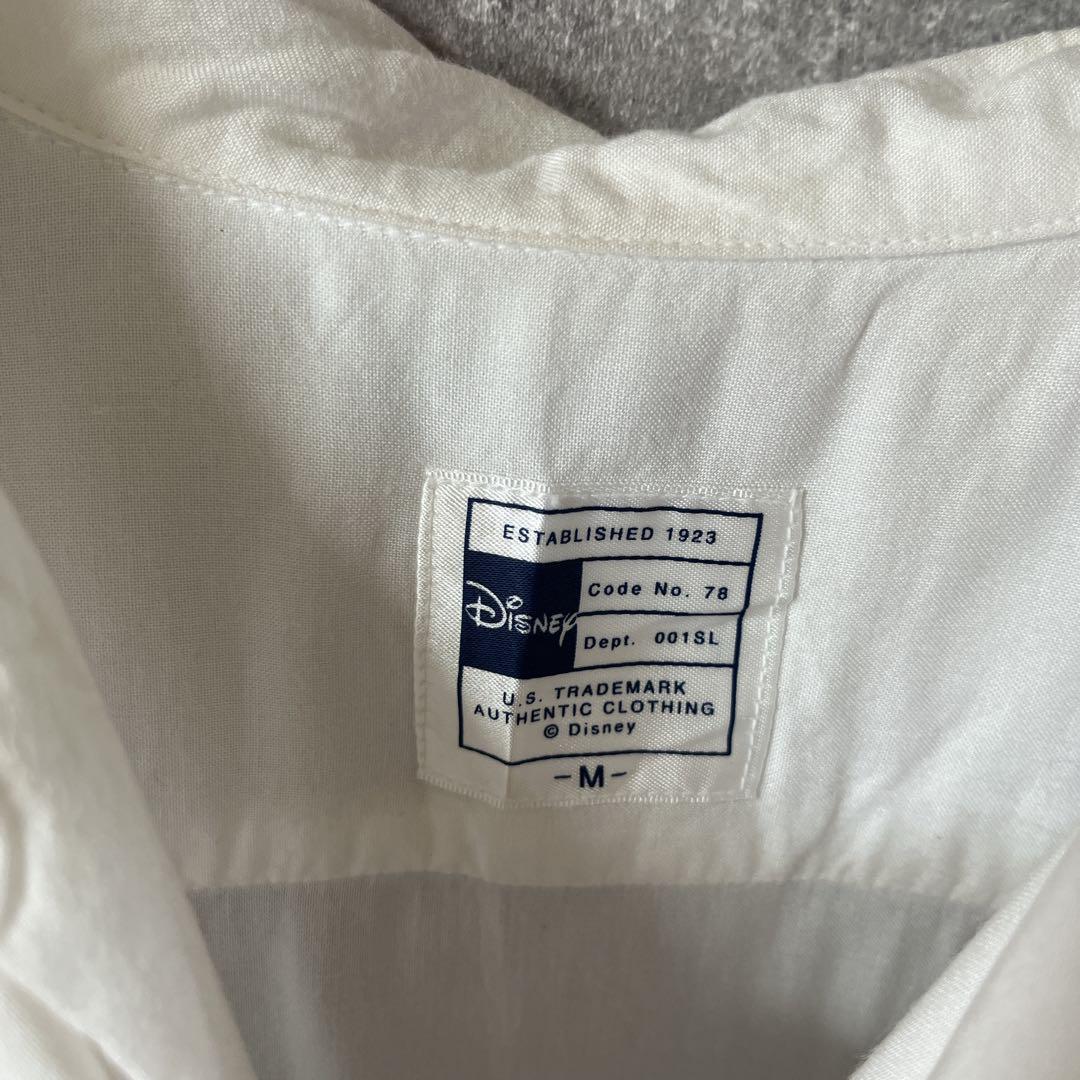 ESTABLISHED 1923
Disney
Code No. 78
Dept. 001SL
U.S. TRADEMARK
AUTHENTIC CLOTHING
© Disney
-M-